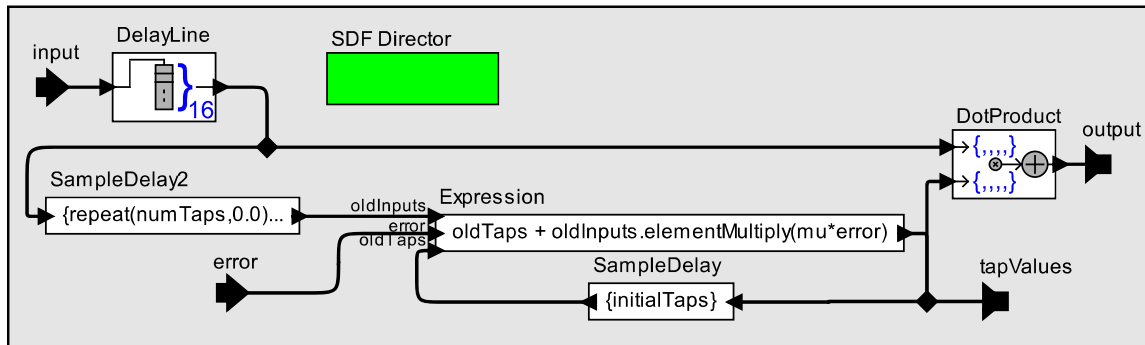 DelayLine
SDF Director
input
}
16
DotProduct
output
{,,,,}
{,,,,}
SampleDelay2
Expression
oldInputs
{repeat(numTaps,0.0)...
error
oldTaps + oldInputs.elementMultiply(mu*error)
oldTaps
error
SampleDelay
tapValues
{initialTaps}